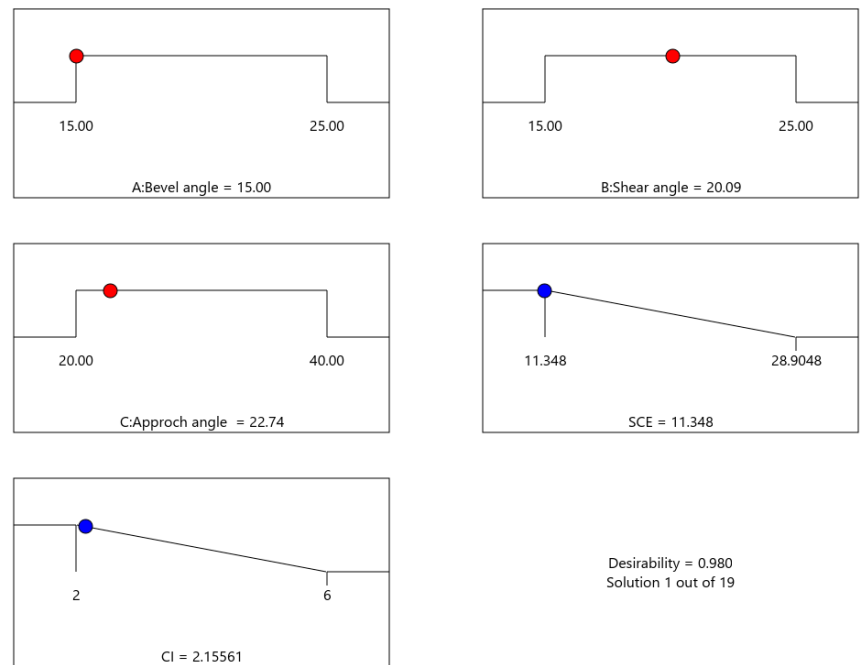 15.00 25.00
A:Bevel angle = 15.00
15.00 25.00
B:Shear angle = 20.09
20.00 40.00
C:Approch angle = 22.74
11.348 28.9048
SCE = 11.348
2 6
CI = 2.15561
Desirability = 0.980
Solution 1 out of 19